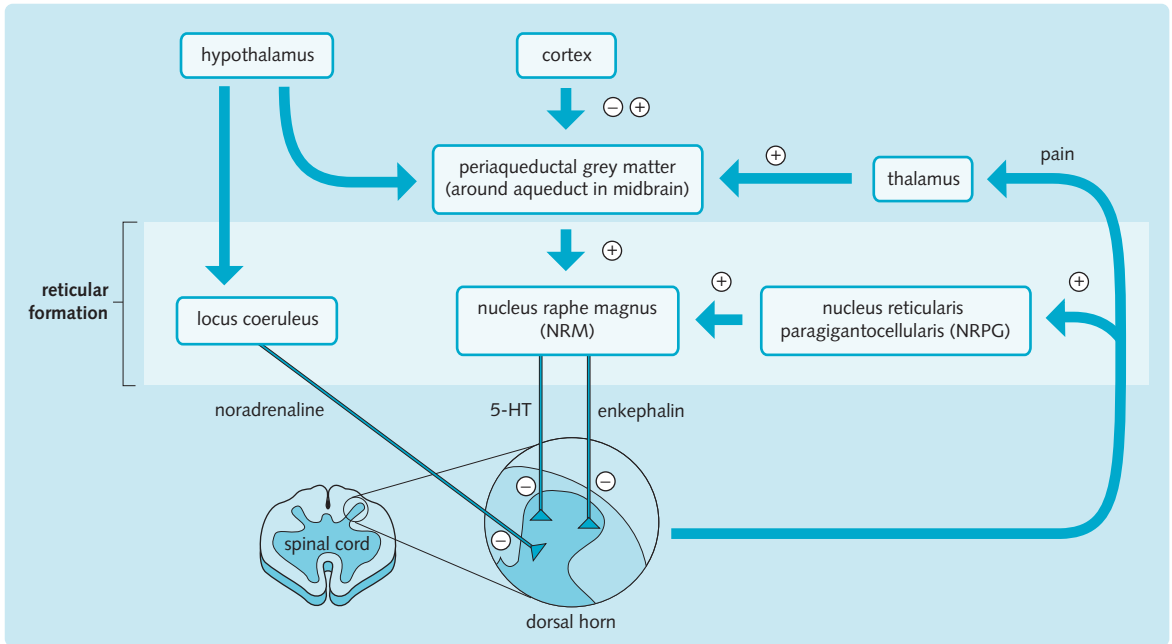 hypothalamus
cortex
− +
periaqueductal grey matter
(around aqueduct in midbrain)
+
thalamus
pain
+
reticular
formation
locus coeruleus
nucleus raphe magnus
(NRM)
+
nucleus reticularis
paragigantocellularis (NRPG)
+
noradrenaline
5-HT
enkephalin
−
−
−
spinal cord
dorsal horn